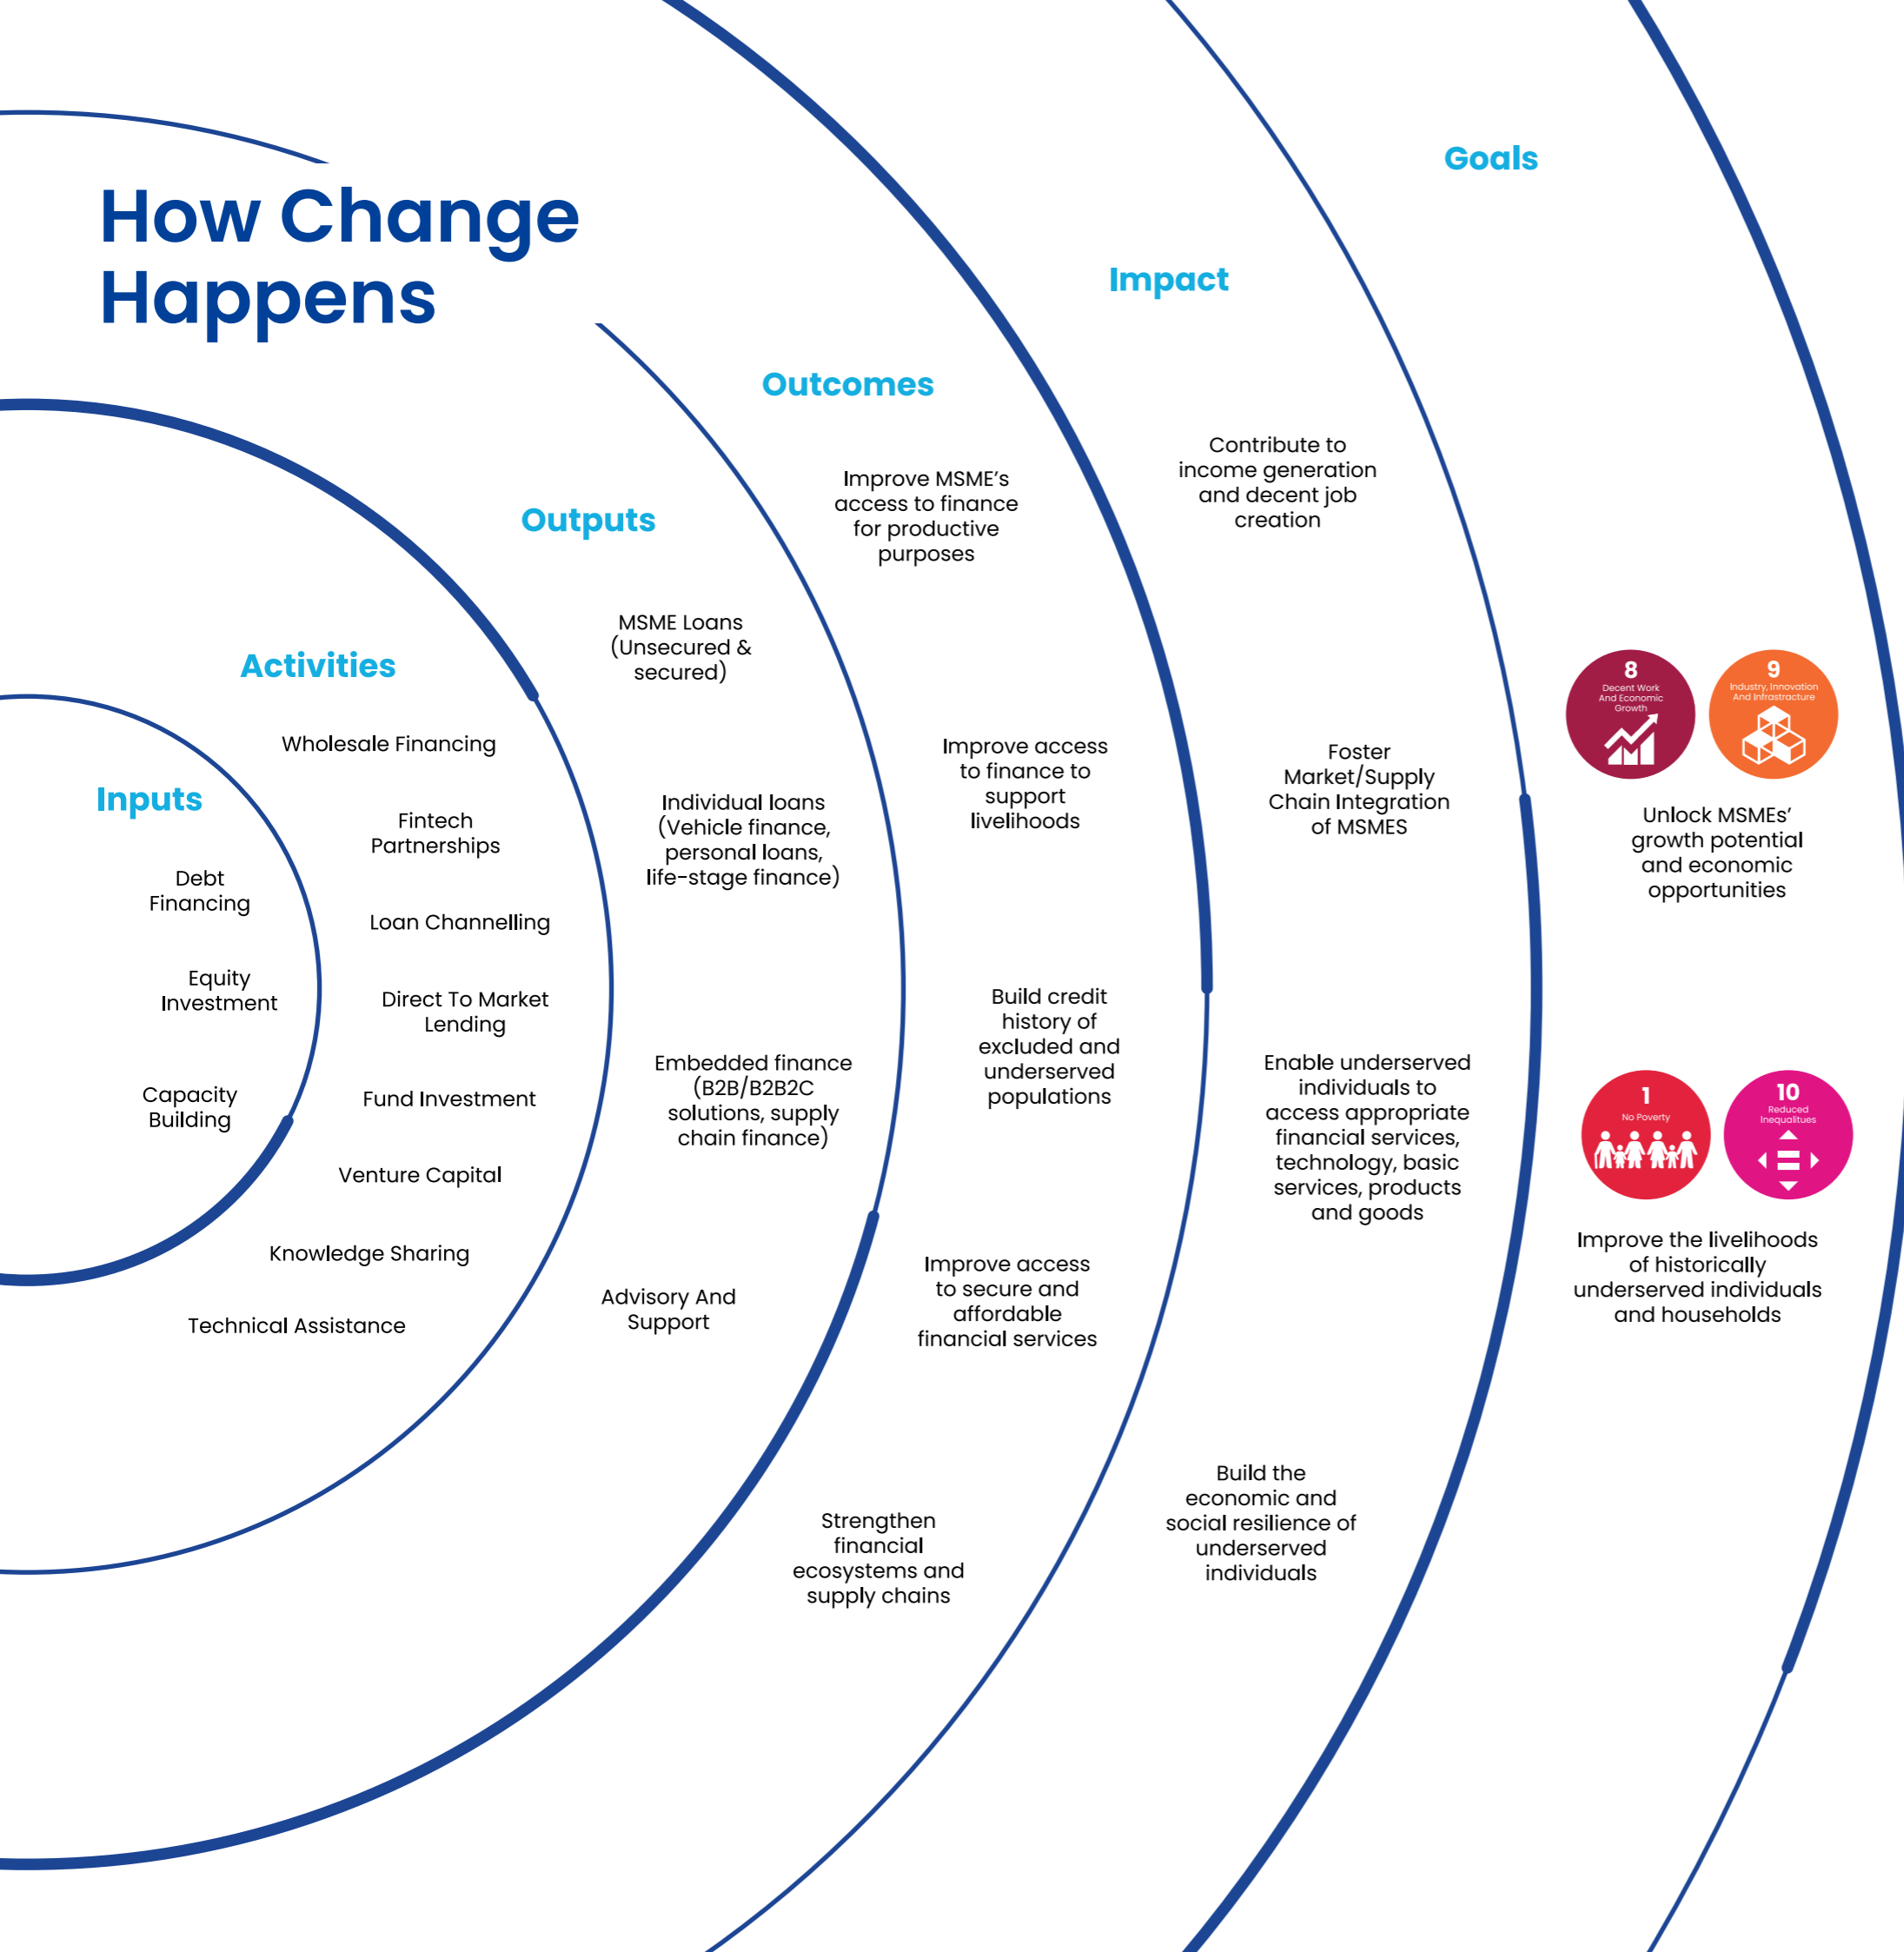 How Change
Happens
Inputs
Debt
Financing
Equity
Investment
Capacity
Building
Activities
Wholesale Financing
Fintech
Partnerships
Loan Channelling
Direct To Market
Lending
Fund Investment
Venture Capital
Knowledge Sharing
Technical Assistance
Outputs
MSME Loans
(Unsecured &
secured)
Individual loans
(Vehicle finance,
personal loans,
life-stage finance)
Embedded finance
(B2B/B2B2C
solutions, supply
chain finance)
Advisory And
Support
Outcomes
Improve MSME’s
access to finance
for productive
purposes
Improve access
to finance to
support
livelihoods
Build credit
history of
excluded and
underserved
populations
Improve access
to secure and
affordable
financial services
Strengthen
financial
ecosystems and
supply chains
Impact
Contribute to
income generation
and decent job
creation
Foster
Market/Supply
Chain Integration
of MSMES
Enable underserved
individuals to
access appropriate
financial services,
technology, basic
services, products
and goods
Build the
economic and
social resilience of
underserved
individuals
Goals
8
Decent Work
And Economic
Growth
9
Industry, Innovation
And Infrastracture
Unlock MSMEs’
growth potential
and economic
opportunities
1
No Poverty
10
Reduced
Inequalitues
Improve the livelihoods
of historically
underserved individuals
and households